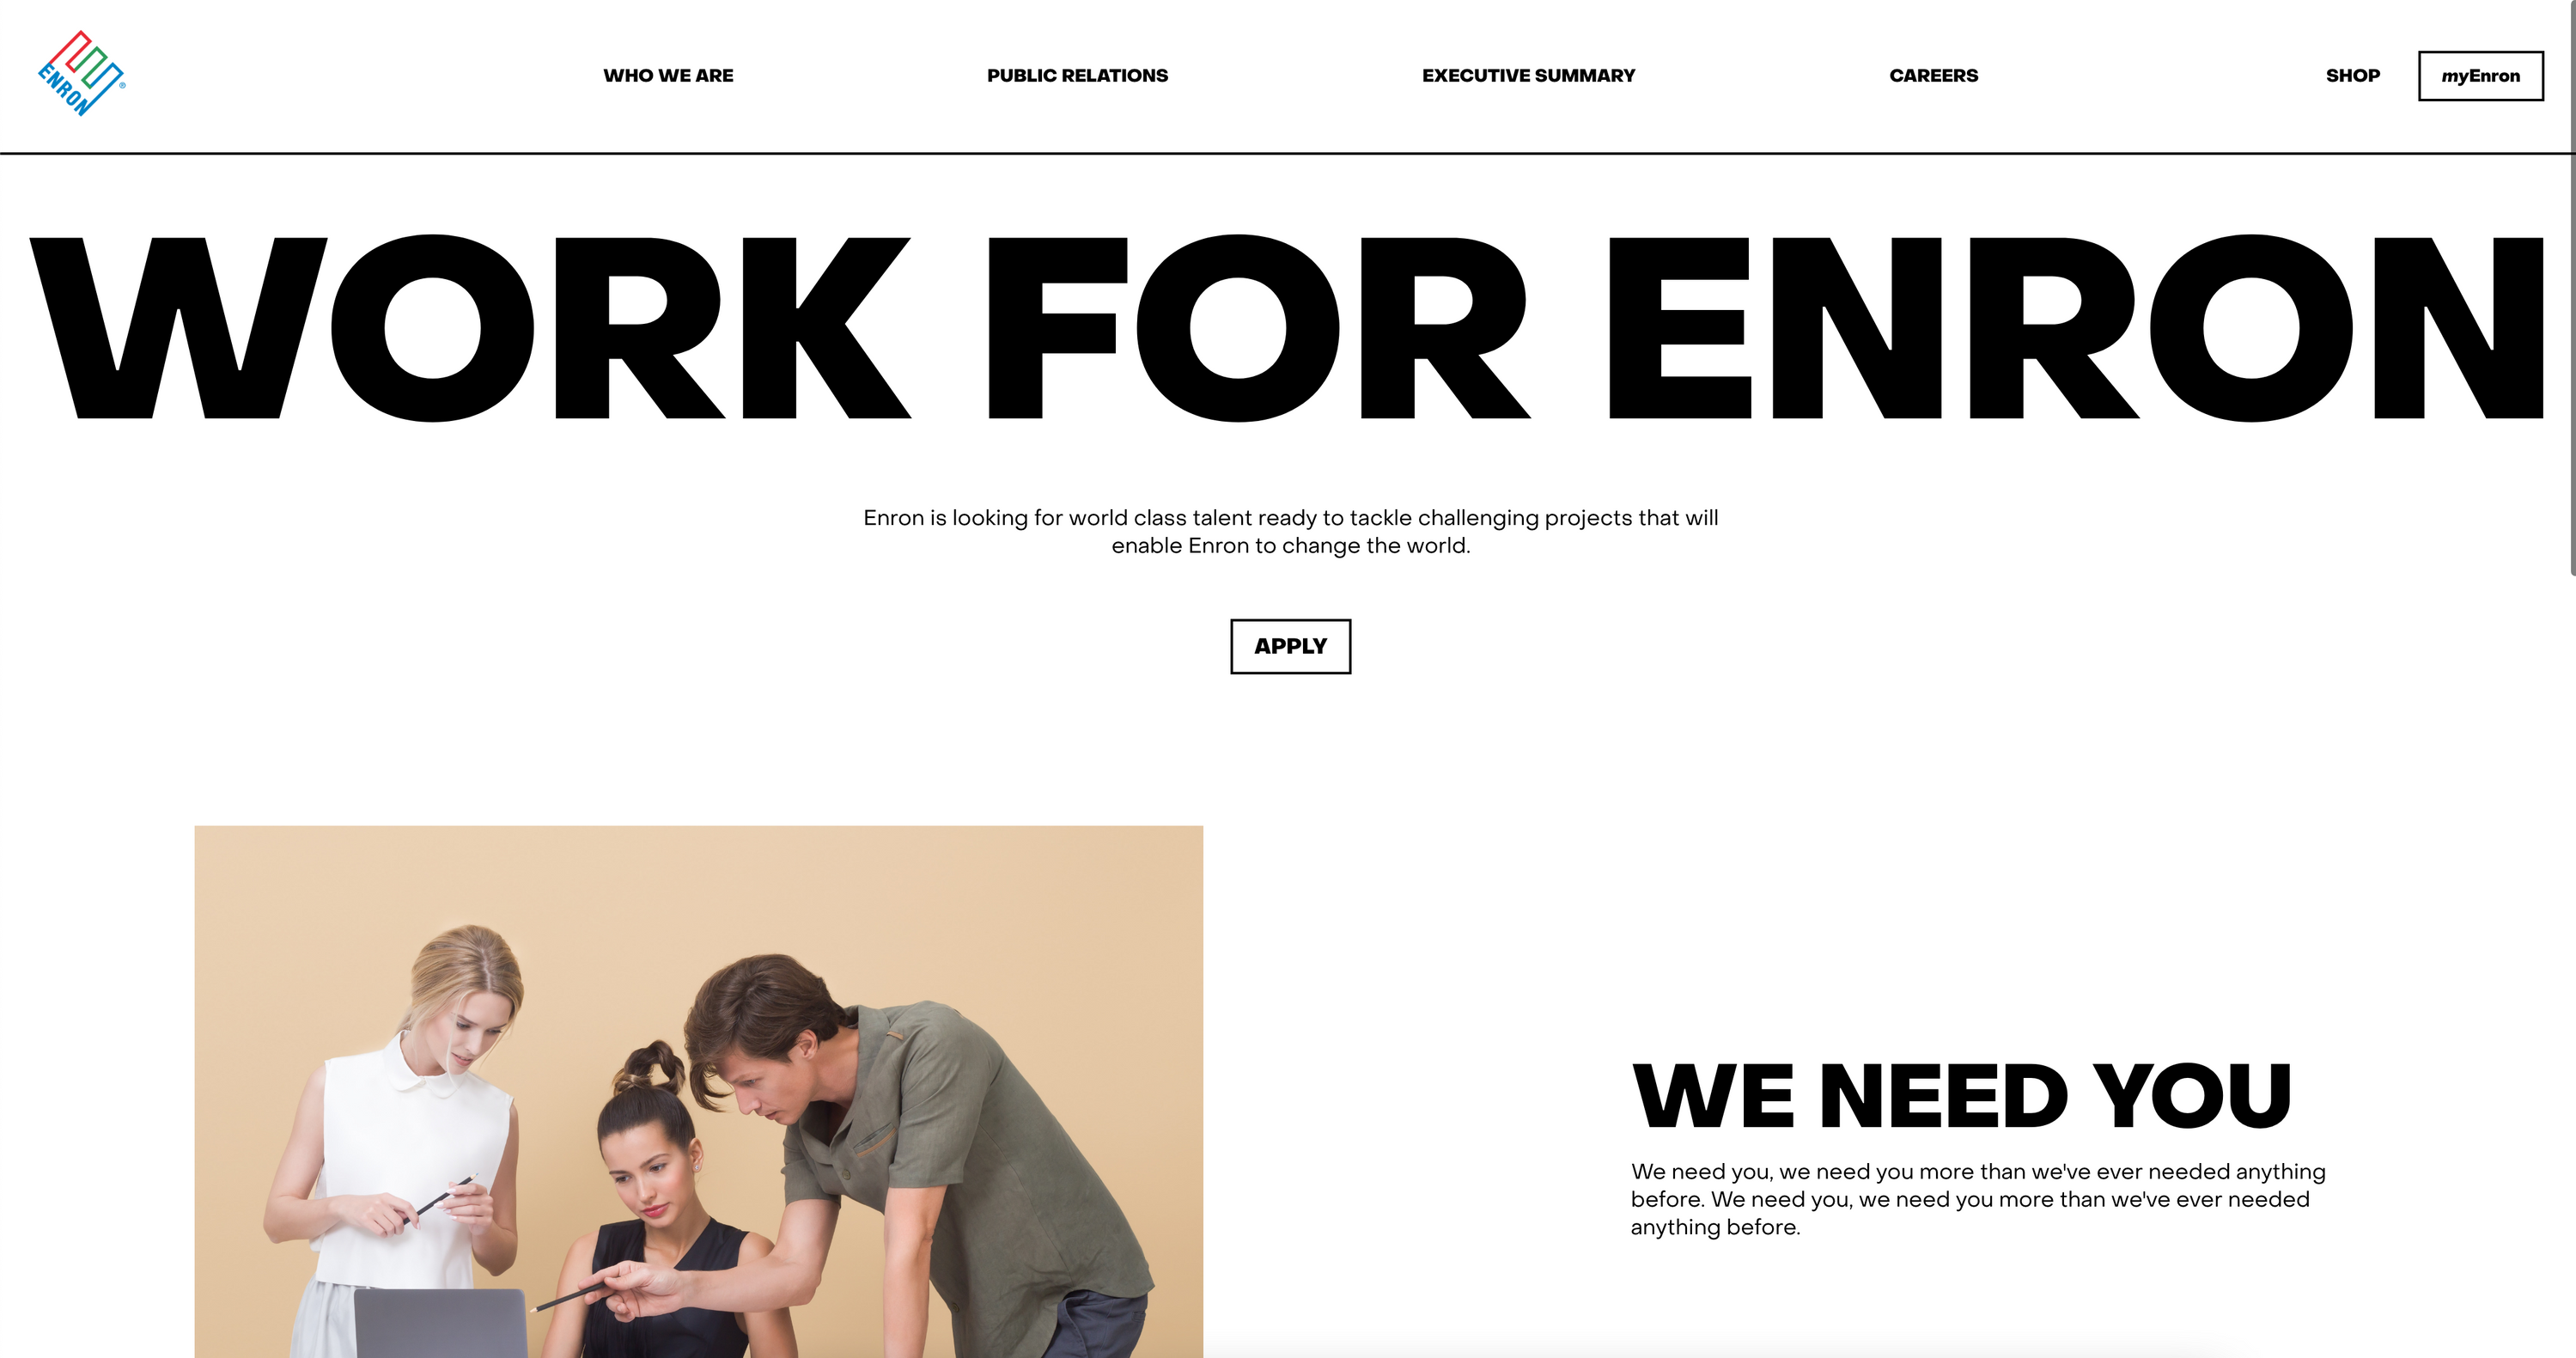 ENRON®
WHO WE ARE
PUBLIC RELATIONS
EXECUTIVE SUMMARY
CAREERS
SHOP
myEnron
WORK FOR ENRON
Enron is looking for world class talent ready to tackle challenging projects that will
enable Enron to change the world.
APPLY
WE NEED YOU
We need you, we need you more than we've ever needed anything
before. We need you, we need you more than we've ever needed
anything before.